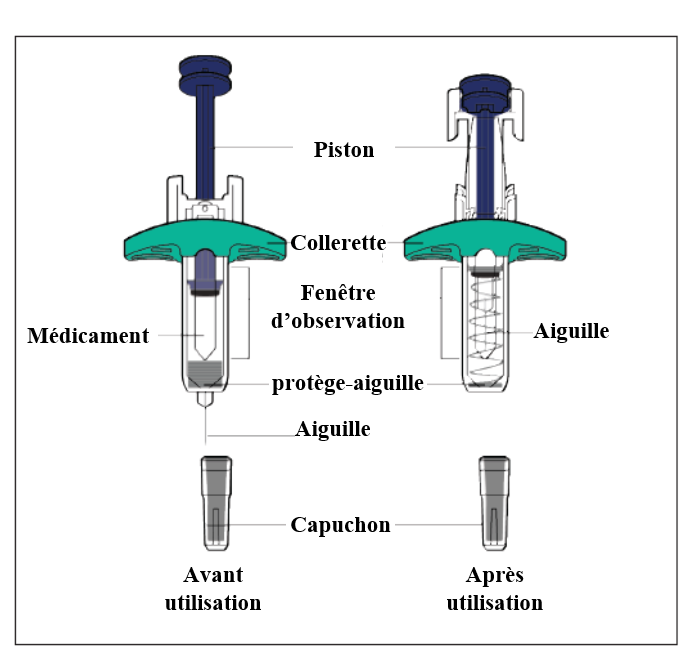 Piston
Collerette
Fenêtre
d’observation
Médicament
Aiguille
protège-aiguille
Aiguille
Capuchon
Avant
utilisation
Après
utilisation